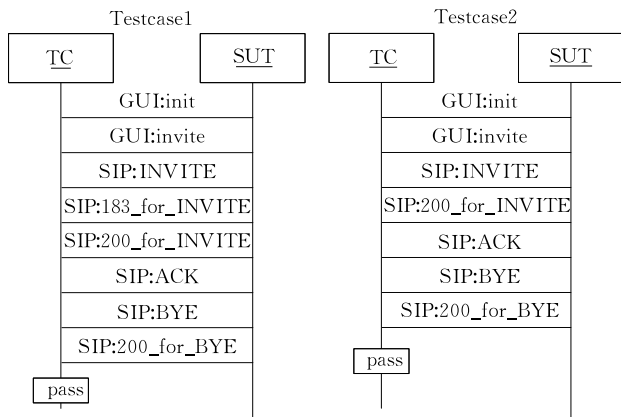 Testcase1
TC
SUT
GUI:init
GUI:invite
SIP:INVITE
SIP:183_for_INVITE
SIP:200_for_INVITE
SIP:ACK
SIP:BYE
SIP:200_for_BYE
pass
Testcase2
TC
SUT
GUI:init
GUI:invite
SIP:INVITE
SIP:200_for_INVITE
SIP:ACK
SIP:BYE
SIP:200_for_BYE
pass